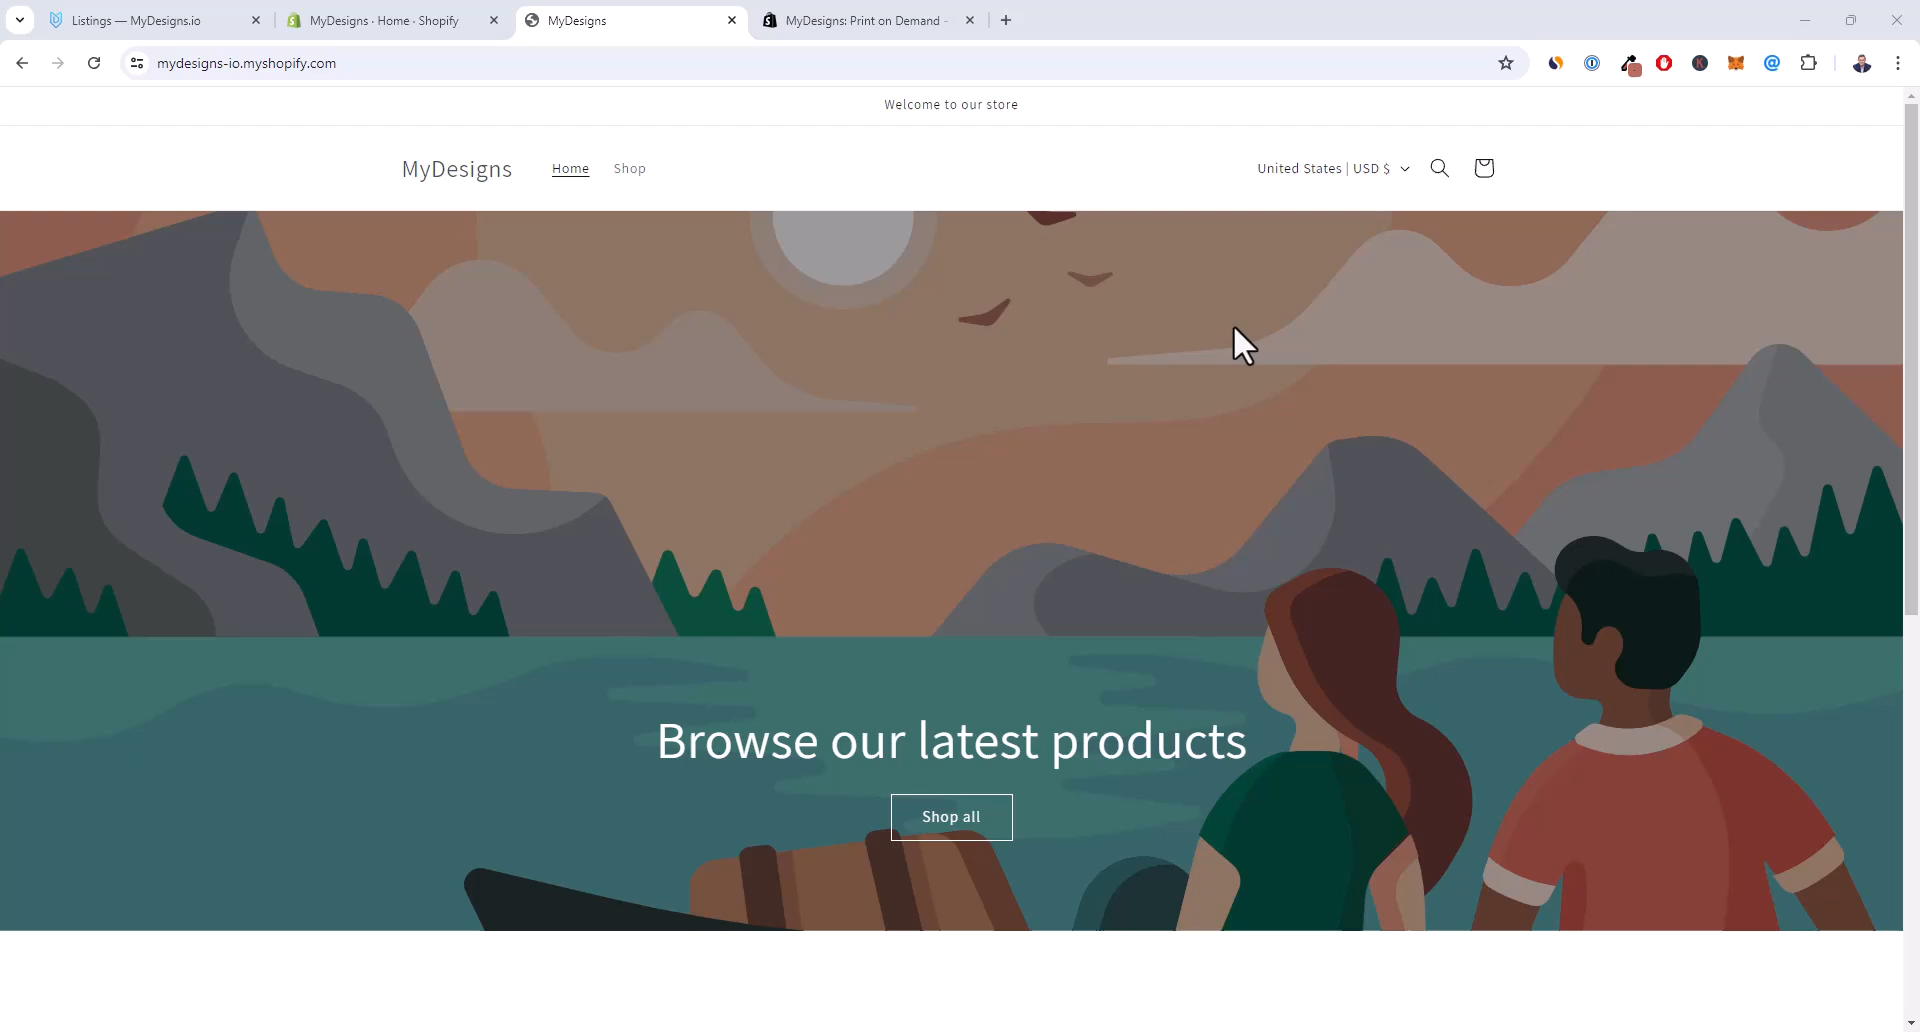 Listings — MyDesigns.io
MyDesigns · Home · Shopify
MyDesigns
MyDesigns: Print on Demand -
mydesigns-io.myshopify.com
Welcome to our store
MyDesigns
Home
Shop
United States | USD $
Browse our latest products
Shop all